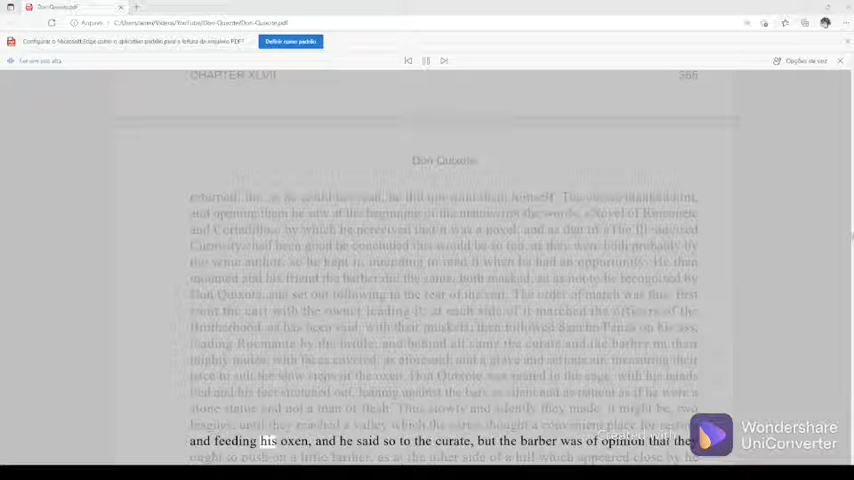 Don-Quixote.pdf
Arquivo
C:/Users/
/Videos/YouTube/Don-Quixote/Don-Quixote.pdf
Configurar o Microsoft Edge como o aplicativo padrão para a leitura de arquivos PDF?
Definir como padrão
Ler em voz alta
Opções de voz
CHAPTER XLVII
365
Don Quixote
returned, for, as he could not read, he did not want them himself. The curate thanked him,
and opening them he saw at the beginning of the manuscript the words, «Novel of Rinconete
and Cortadillo,» by which he perceived that it was a novel, and as that of «The Ill-advised
Curiosity» had been good he concluded this would be so too, as they were both probably by
the same author; so he kept it, intending to read it when he had an opportunity. He then
mounted and his friend the barber did the same, both masked, so as not to be recognised by
Don Quixote, and set out following in the rear of the cart. The order of march was this: first
went the cart with the owner leading it; at each side of it marched the officers of the
Brotherhood, as has been said, with their muskets; then followed Sancho Panza on his ass,
leading Rocinante by the bridle; and behind all came the curate and the barber on their
mighty mules, with faces covered, as aforesaid, and a grave and serious air, measuring their
pace to suit the slow steps of the oxen. Don Quixote was seated in the cage, with his hands
tied and his feet stretched out, leaning against the bars as silent and as patient as if he were a
stone statue and not a man of flesh. Thus slowly and silently they made, it might be, two
leagues, until they reached a valley which the carter thought a convenient place for resting
and feeding his oxen, and he said so to the curate, but the barber was of opinion that they
ought to push on a little farther, as at the other side of a hill which appeared close by he
Created with
Wondershare
UniConverter